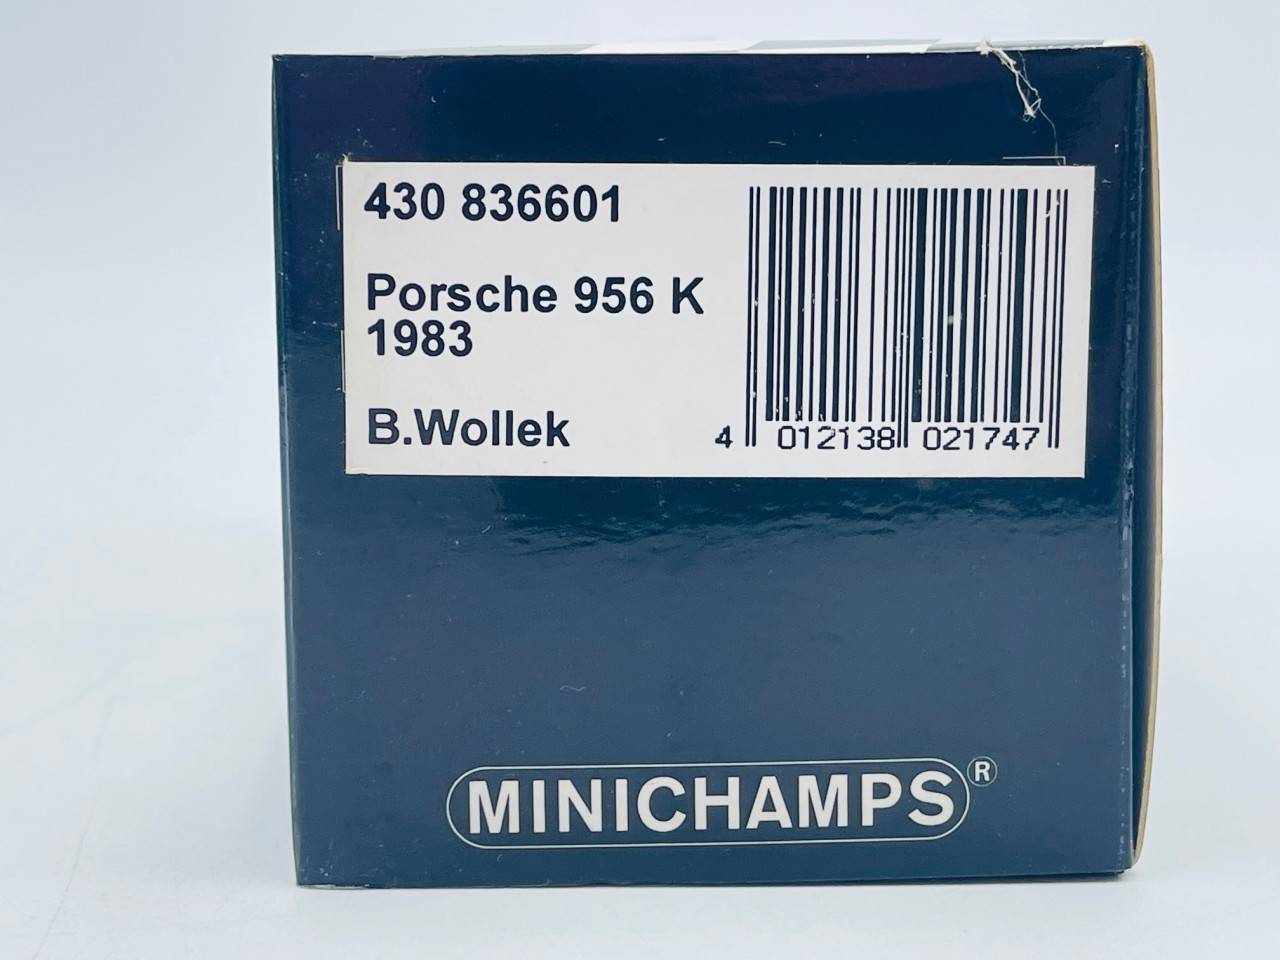 430 836601
Porsche 956 K
1983
B.Wollek
4 012138 021747
MINICHAMPS®